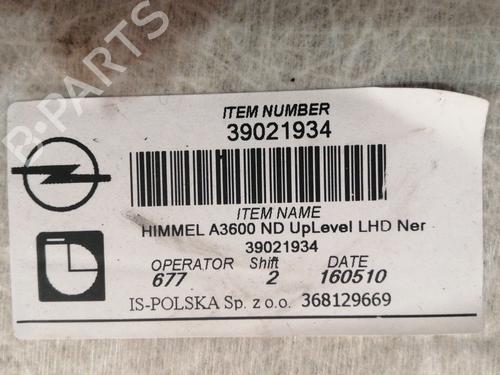 B-PARTS
ITEM NUMBER
39021934
ITEM NAME
HIMMEL A3600 ND UpLevel LHD Ner
39021934
OPERATOR Shift DATE
677 2 160510
IS-POLSKA Sp. z o.o. 368129669